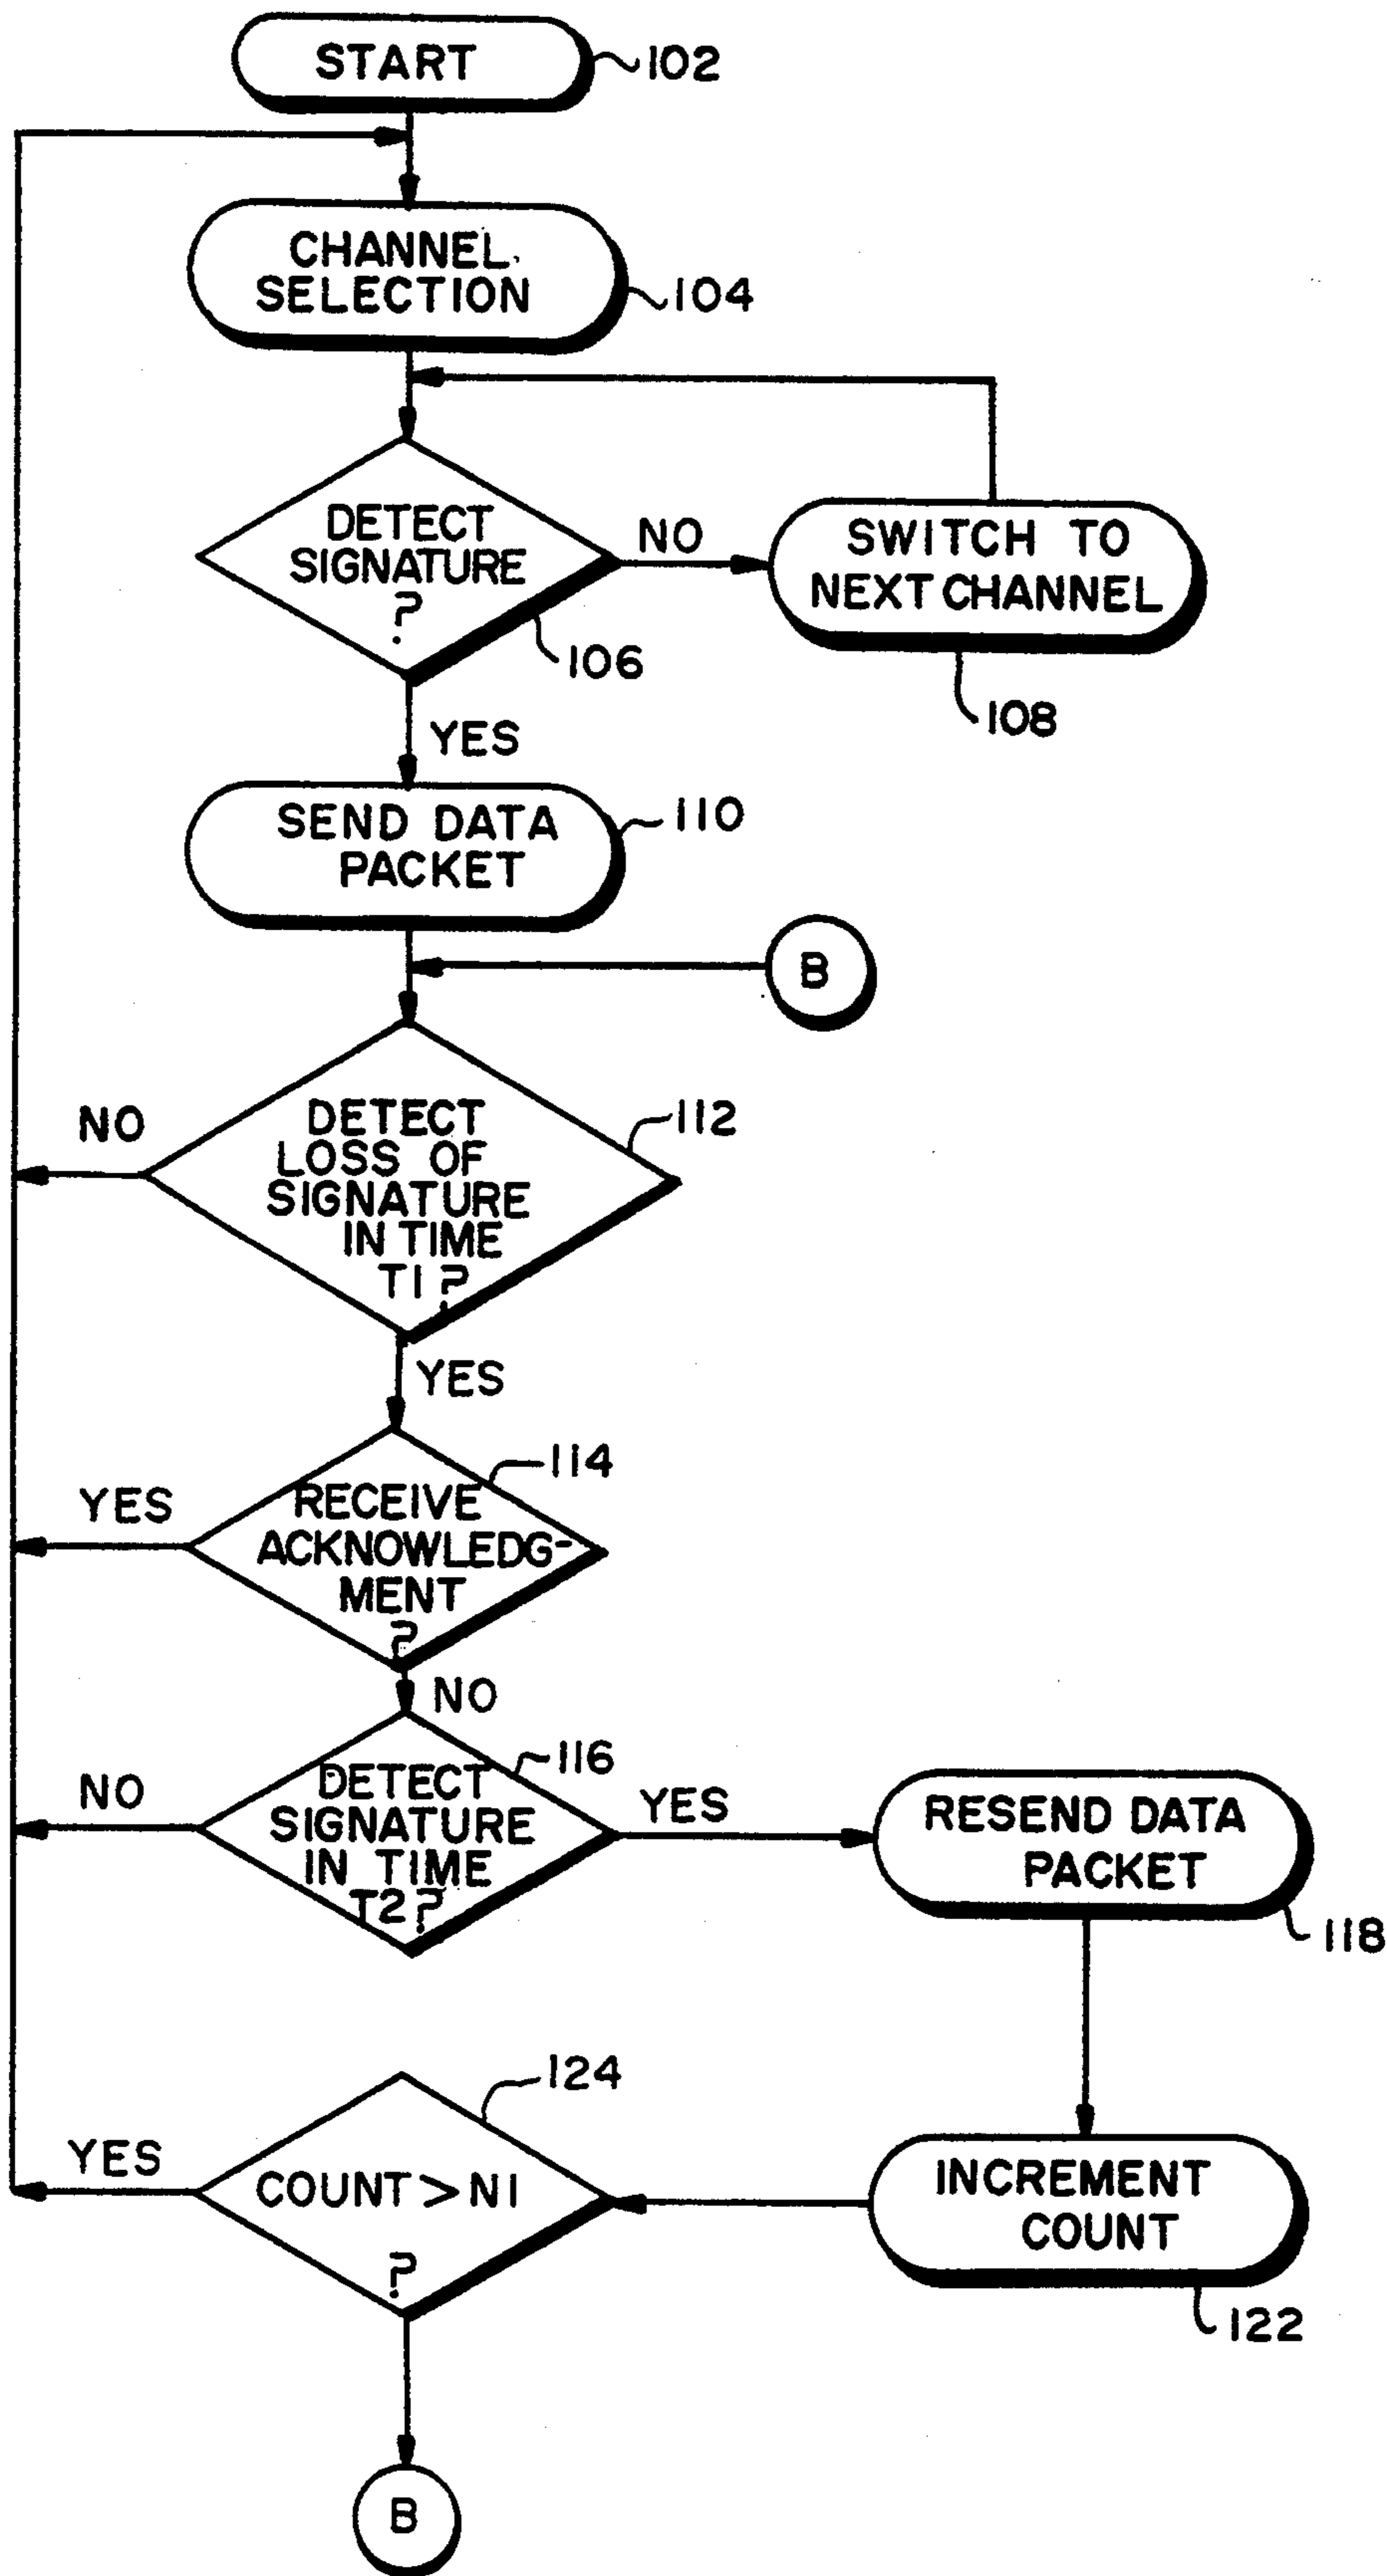 START
102
CHANNEL
SELECTION
104
DETECT
SIGNATURE
?
106
NO
SWITCH TO
NEXT CHANNEL
108
YES
SEND DATA
PACKET
110
B
DETECT
LOSS OF
SIGNATURE
IN TIME
T1?
112
NO
YES
RECEIVE
ACKNOWLEDG-
MENT
?
114
YES
NO
DETECT
SIGNATURE
IN TIME
T2?
116
NO
YES
RESEND DATA
PACKET
118
INCREMENT
COUNT
122
COUNT > N1
?
124
YES
B